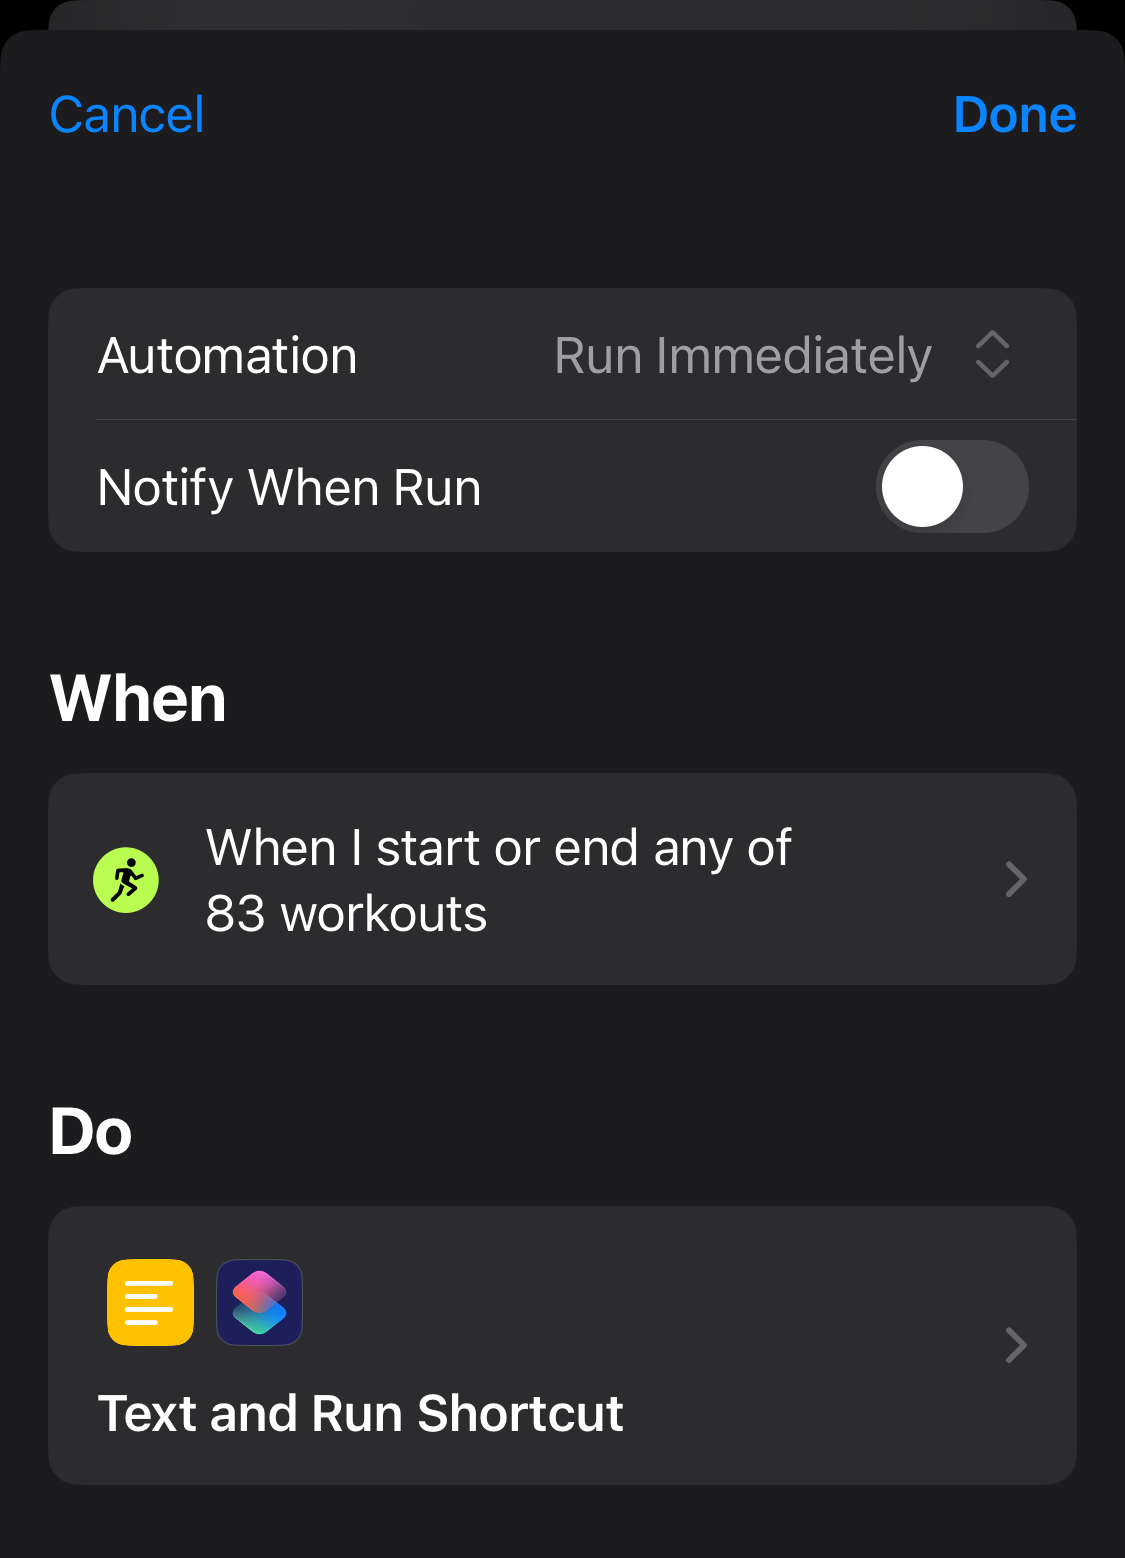 Cancel
Done
Automation
Run Immediately
Notify When Run
When
When I start or end any of
83 workouts
Do
Text and Run Shortcut